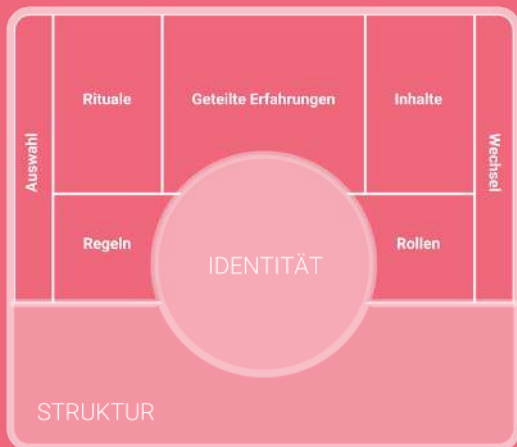 Auswahl
Rituale
Geteilte Erfahrungen
Inhalte
Wechsel
Regeln
Rollen
IDENTITÄT
STRUKTUR